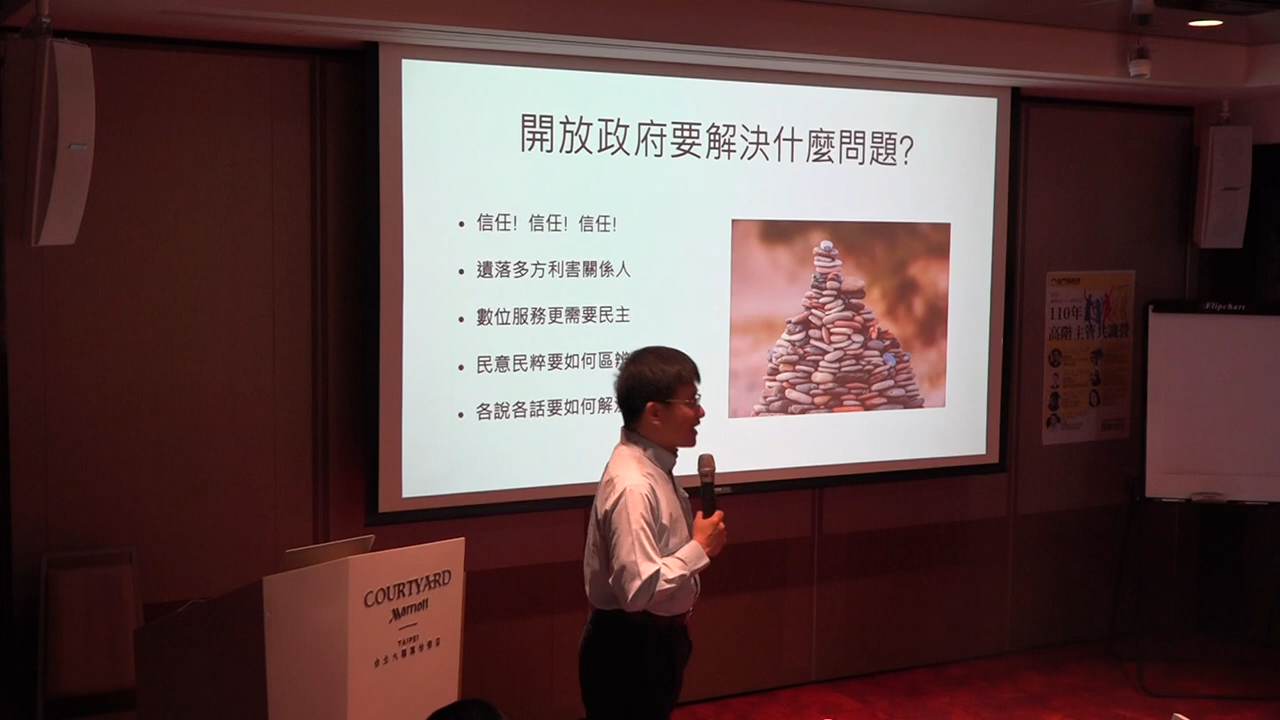 開放政府要解決什麼問題?
• 信任! 信任! 信任!
• 遺落多方利害關係人
• 數位服務更需要民主
• 民意民粹要如何區
• 各說各話要如何解
110年
高階主管共識營
Flipchart
COURTYARD
Marriott
TAIPEI